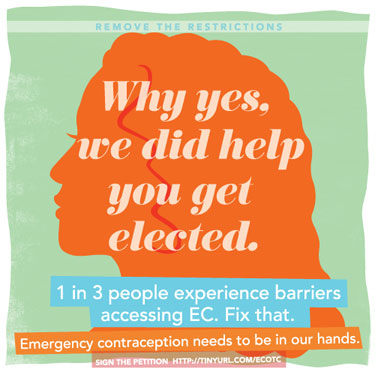 REMOVE THE RESTRICTIONS
Why yes,
we did help
you get
elected.
1 in 3 people experience barriers
accessing EC. Fix that.
Emergency contraception needs to be in our hands.
SIGN THE PETITION HTTP://TINYURL.COM/ECOTC